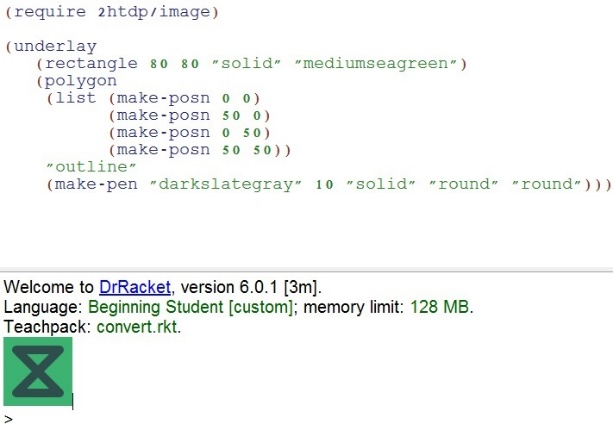 (require 2htdp/image)
(underlay
(rectangle 80 80 "solid" "mediumseagreen")
(polygon
(list (make-posn 0 0)
(make-posn 50 0)
(make-posn 0 50)
(make-posn 50 50))
"outline"
(make-pen "darkslategray" 10 "solid" "round" "round")))
Welcome to DrRacket, version 6.0.1 [3m].
Language: Beginning Student [custom]; memory limit: 128 MB.
Teachpack: convert.rkt.
>